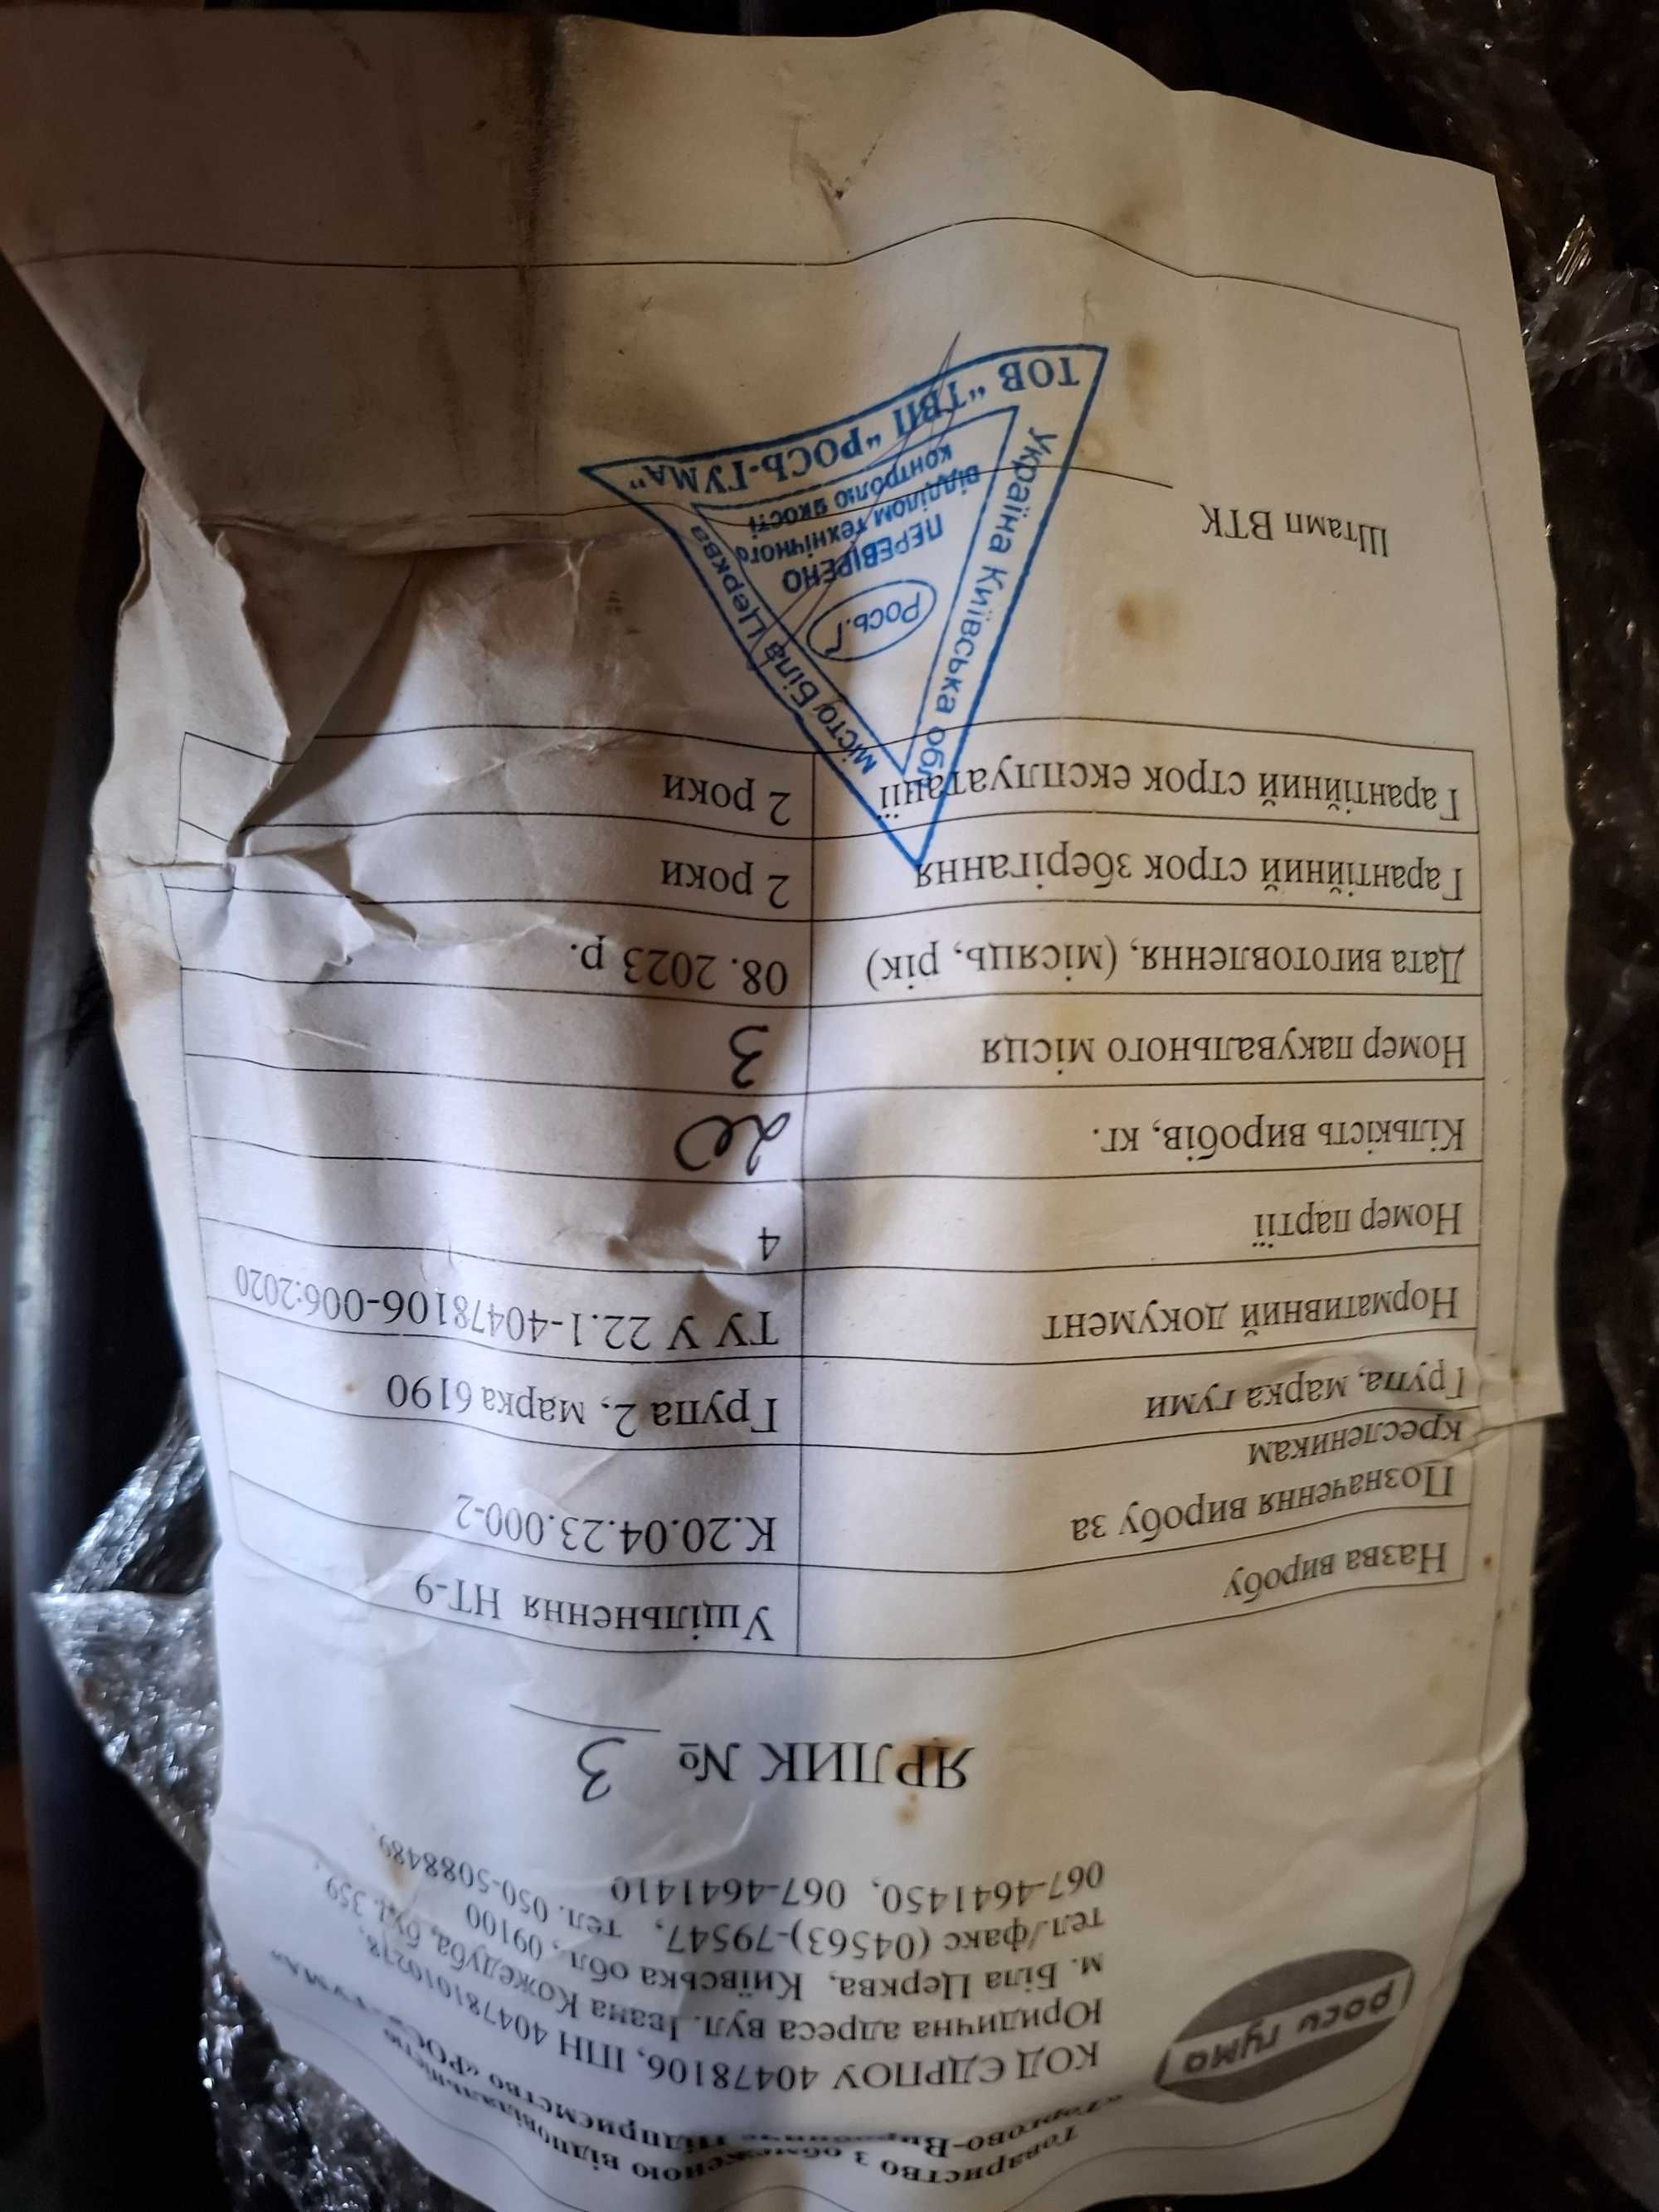 Товариство з обмеженою відповідальністю
«Торгово-Виробниче підприємство «РОСЬ-ГУМА»
КОД ЄДРПОУ 40478106, ІПН 404781010218,
Юридична адреса вул. Івана Кожедуба, буд. 359,
м. Біла Церква, Київська обл., 09100
тел./факс (04563)-79547, тел. 050-5088489,
067-4641450, 067-4641410
рось гума
ЯРЛИК № 3
Назва виробу Ущільнення НТ-9
Позначення виробу за кресленикам К.20.04.23.000-2
Група, марка гуми Група 2, марка 6190
Нормативний документ ТУ У 22.1-40478106-006:2020
Номер партії 4
Кількість виробів, кг. 20
Номер пакувального місця 3
Дата виготовлення, (місяць, рік) 08. 2023 р.
Гарантійний строк зберігання 2 роки
Гарантійний строк експлуатації 2 роки
Штамп ВТК
Україна Київська обл.
місто Біла Церква
ТОВ "ТВП "РОСЬ-ГУМА"
Рось.Г
ПЕРЕВІРЕНО
відділом технічного
контролю якості